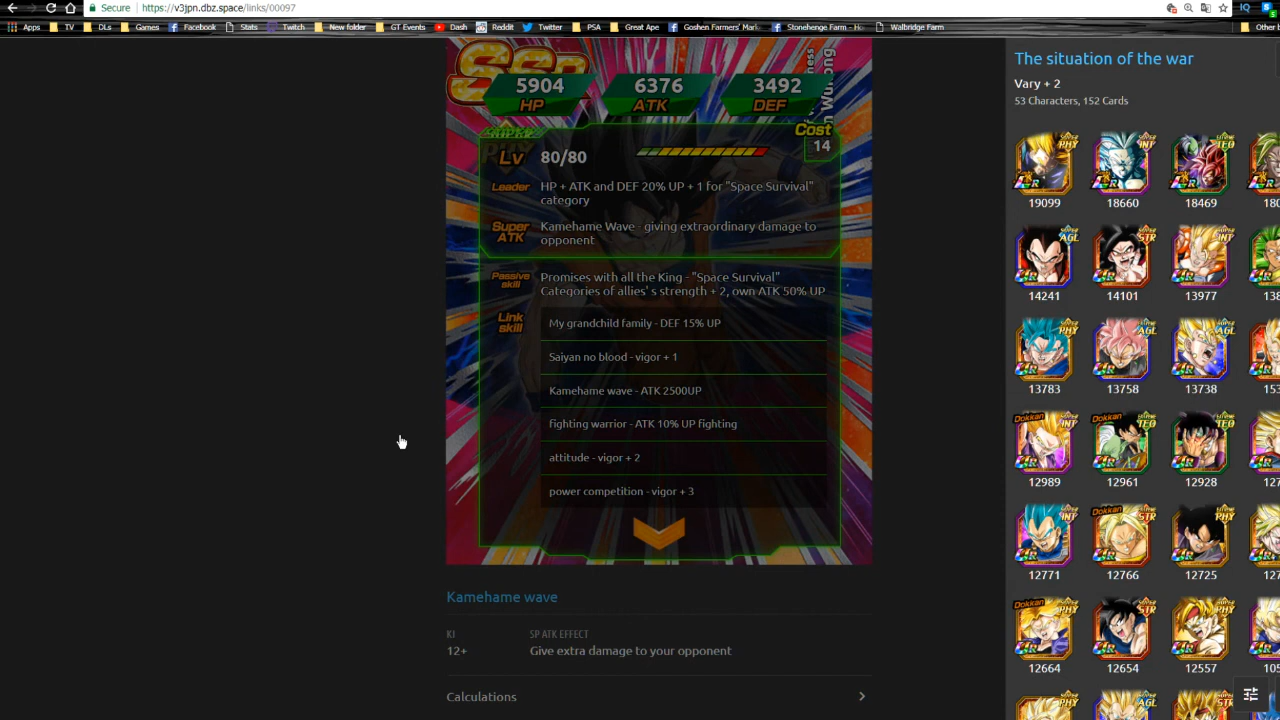 Secure
https://v3jpn.dbz.space/links/00097
Apps TV DLs Games Facebook Stats Twitch New folder GT Events Dash Reddit Twitter PSA Great Ape Goshen Farmers' Mark Stonehenge Farm - Ho Walbridge Farm Other b
SSR
5904 6376 3492
HP ATK DEF
Cost
14
Lv 80/80
Leader HP + ATK and DEF 20% UP + 1 for "Space Survival"
category
Super ATK Kamehame Wave - giving extraordinary damage to
opponent
Passive skill Promises with all the King - "Space Survival"
Categories of allies' s strength + 2, own ATK 50% UP
Link skill
My grandchild family - DEF 15% UP
Saiyan no blood - vigor + 1
Kamehame wave - ATK 2500UP
fighting warrior - ATK 10% UP fighting
attitude - vigor + 2
power competition - vigor + 3
Kamehame wave
KI SP ATK EFFECT
12+ Give extra damage to your opponent
Calculations
The situation of the war
Vary + 2
53 Characters, 152 Cards
19099 18660 18469
14241 14101 13977
13783 13758 13738
12989 12961 12928
12771 12766 12725
12664 12654 12557